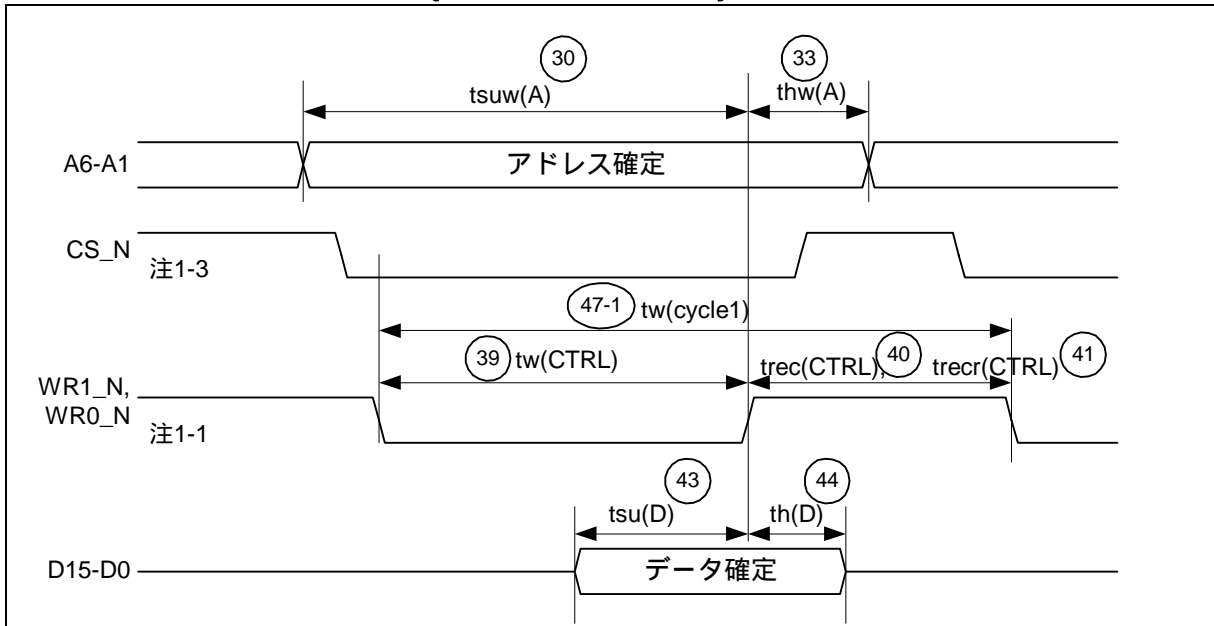 30 33
tsuw(A) thw(A)
A6-A1 アドレス確定
CS_N
注1-3
47-1 tw(cycle1)
39 tw(CTRL) trec(CTRL), 40 trecr(CTRL) 41
WR1_N,
WR0_N
注1-1
43 44
tsu(D) th(D)
D15-D0 データ確定